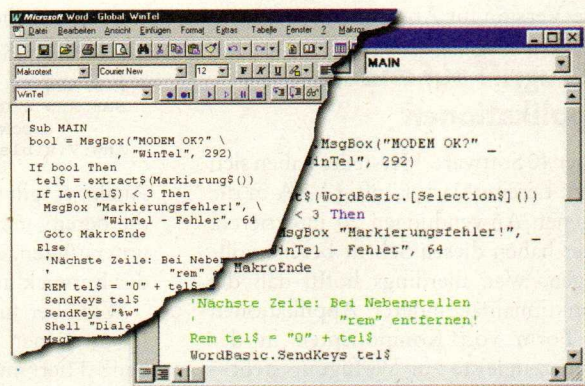 Microsoft Word - Global: WinTel
Datei Bearbeiten Ansicht Einfügen Format Extras Tabelle Fenster ? Makros
Makrotext Courier New 12 F K U
WinTel
Sub MAIN
bool = MsgBox("MODEM OK?" \
, "WinTel", 292)
If bool Then
tel$ = extract$(Markierung$())
If Len(tel$) < 3 Then
MsgBox "Markierungsfehler!", \
"WinTel - Fehler", 64
Goto MakroEnde
Else
'Nächste Zeile: Bei Neben
' "rem"
REM tel$ = "0" + tel$
SendKeys tel$
SendKeys "%w"
Shell "Diale
MAIN
.MsgBox("MODEM OK?" _
WinTel", 292)
t$(WordBasic.[Selection$]())
< 3 Then
MsgBox "Markierungsfehler!", _
WinTel - Fehler", 64
MakroEnde
'Nächste Zeile: Bei Nebenstellen
' "rem" entfernen!
Rem tel$ = "0" + tel$
WordBasic.SendKeys tel$